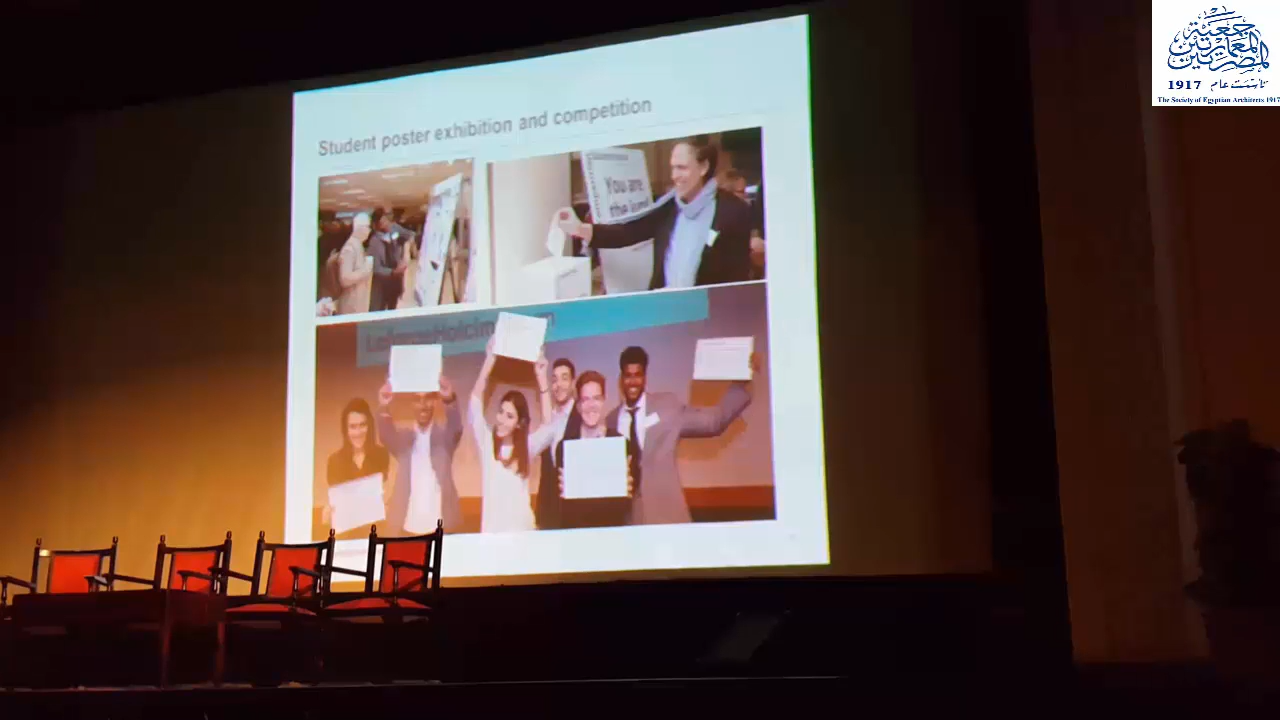 جمعية
المعماريين
المصريين
تأسست عام 1917
The Society of Egyptian Architects 1917
Student poster exhibition and competition
You are
the
LafargeHolcim